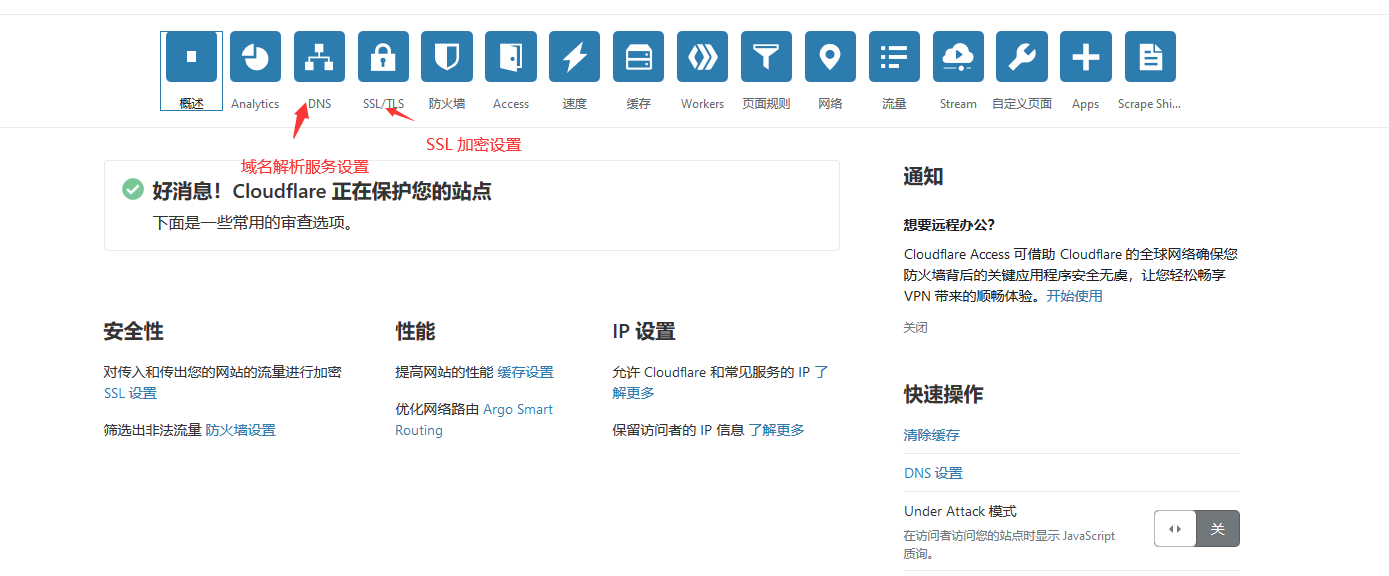 概述 Analytics DNS SSL/TLS 防火墙 Access 速度 缓存 Workers 页面规则 网络 流量 Stream 自定义页面 Apps Scrape Shi...
SSL 加密设置
域名解析服务设置
好消息！Cloudflare 正在保护您的站点
下面是一些常用的审查选项。
安全性
对传入和传出您的网站的流量进行加密
SSL 设置
筛选出非法流量 防火墙设置
性能
提高网站的性能 缓存设置
优化网络路由 Argo Smart
Routing
IP 设置
允许 Cloudflare 和常见服务的 IP 了
解更多
保留访问者的 IP 信息 了解更多
通知
想要远程办公?
Cloudflare Access 可借助 Cloudflare 的全球网络确保您
防火墙背后的关键应用程序安全无虞，让您轻松畅享
VPN 带来的顺畅体验。开始使用
关闭
快速操作
清除缓存
DNS 设置
Under Attack 模式
在访问者访问您的站点时显示 JavaScript
质询。
关